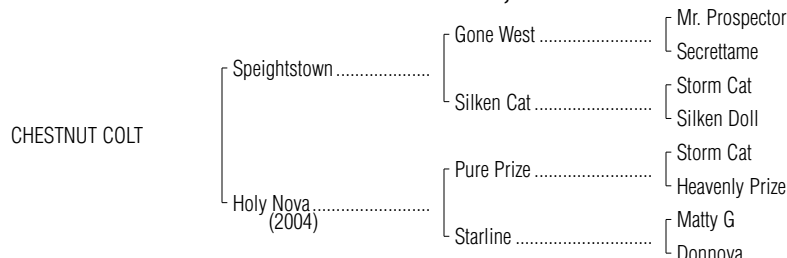 Mr. Prospector
Gone West ........................
Secrettame
Speightstown ....................
Storm Cat
Silken Cat .........................
Silken Doll
CHESTNUT COLT
Storm Cat
Pure Prize .........................
Heavenly Prize
Holy Nova .........................
(2004)
Matty G
Starline .............................
Donnova